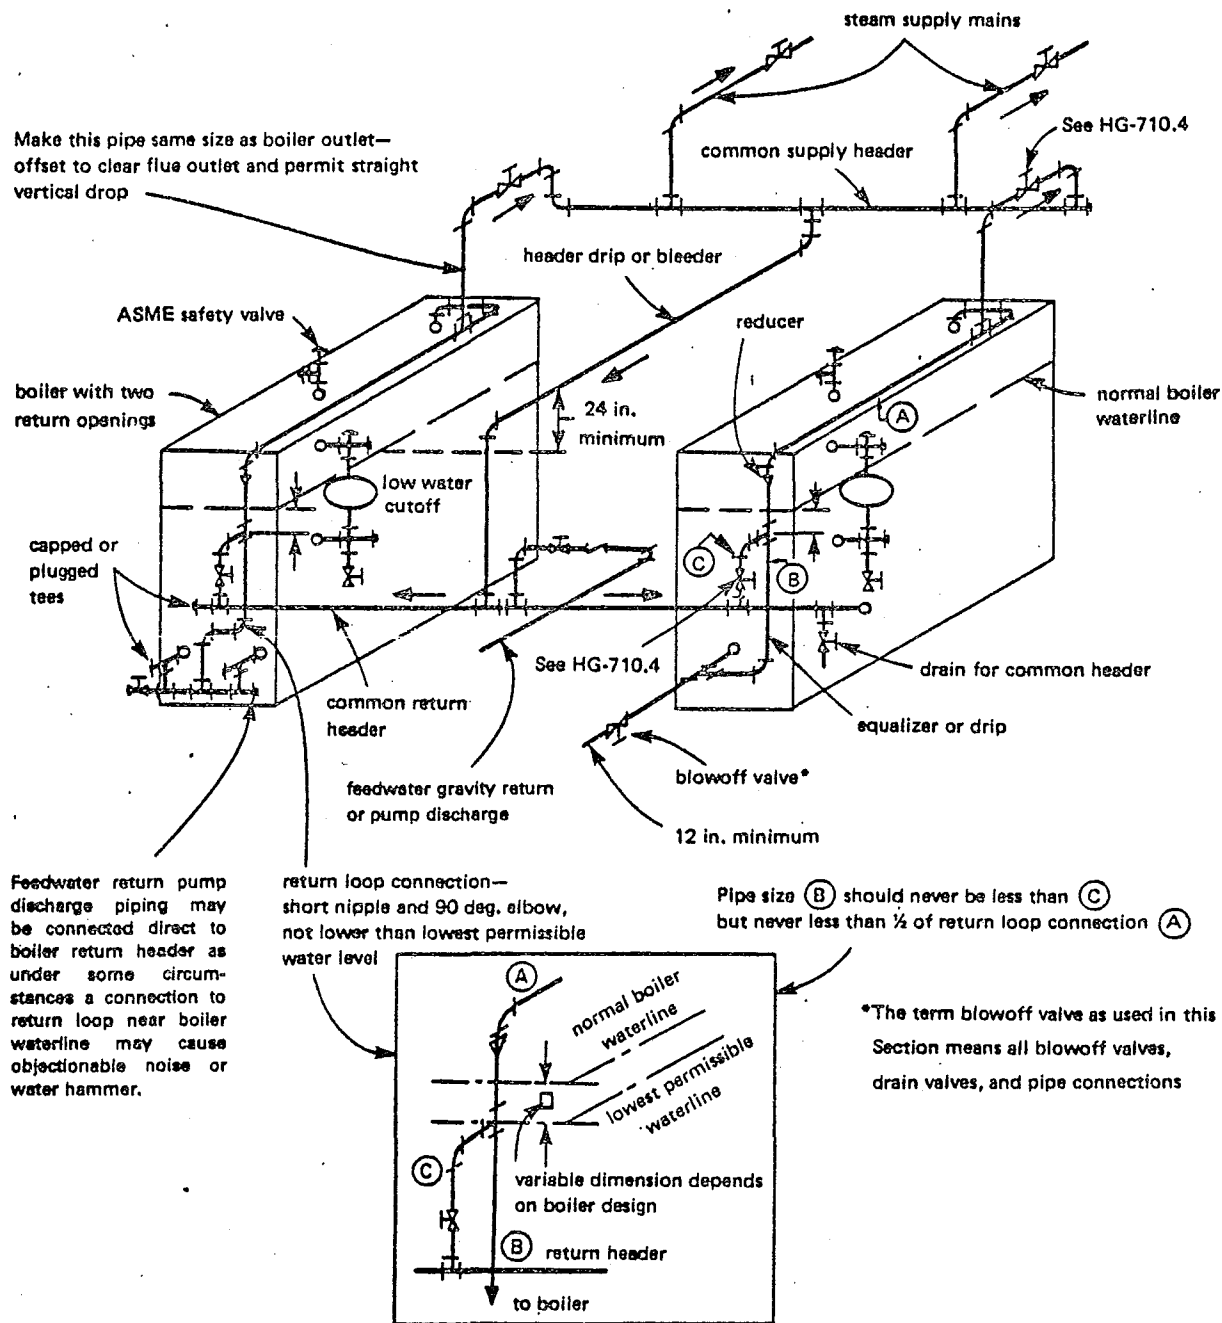 steam supply mains
See HG-710.4
Make this pipe same size as boiler outlet—
offset to clear flue outlet and permit straight
vertical drop
common supply header
header drip or bleeder
ASME safety valve
reducer
boiler with two
return openings
24 in.
minimum
A
normal boiler
waterline
low water
cutoff
capped or
plugged
tees
C
B
See HG-710.4
drain for common header
common return
header
equalizer or drip
feedwater gravity return
or pump discharge
blowoff valve*
12 in. minimum
Feedwater return pump
discharge piping may
be connected direct to
boiler return header as
under some circum-
stances a connection to
return loop near boiler
waterline may cause
objectionable noise or
water hammer.
return loop connection—
short nipple and 90 deg. elbow,
not lower than lowest permissible
water level
Pipe size B should never be less than C
but never less than ½ of return loop connection A
A
normal boiler
waterline
lowest permissible
waterline
C
variable dimension depends
on boiler design
B return header
to boiler
*The term blowoff valve as used in this
Section means all blowoff valves,
drain valves, and pipe connections